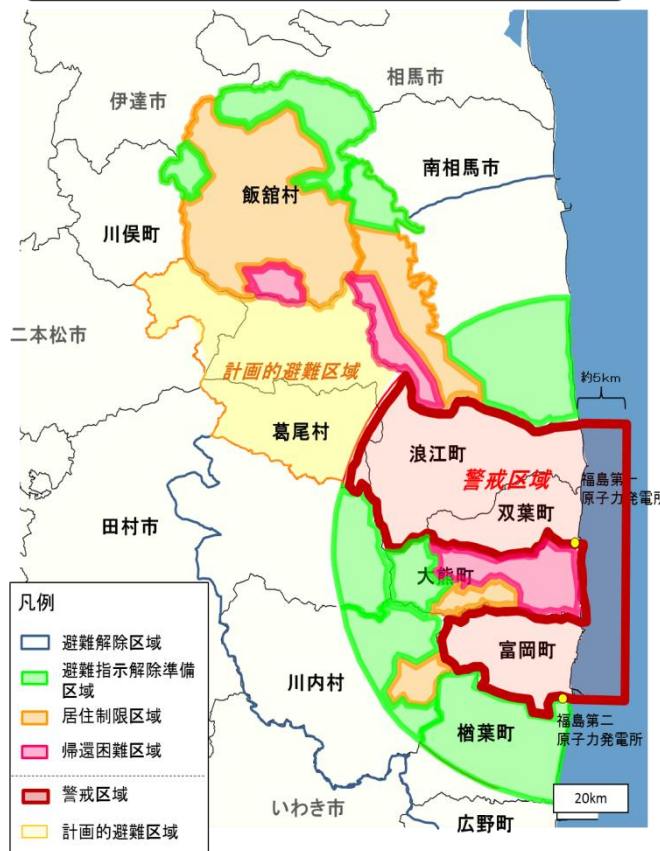 相馬市
伊達市
南相馬市
飯舘村
川俣町
二本松市
計画的避難区域
約5km
葛尾村
浪江町
警戒区域
福島第一
原子力発電所
双葉町
田村市
大熊町
凡例
避難解除区域
避難指示解除準備
区域
居住制限区域
帰還困難区域
警戒区域
計画的避難区域
富岡町
川内村
福島第二
原子力発電所
楢葉町
20km
いわき市
広野町